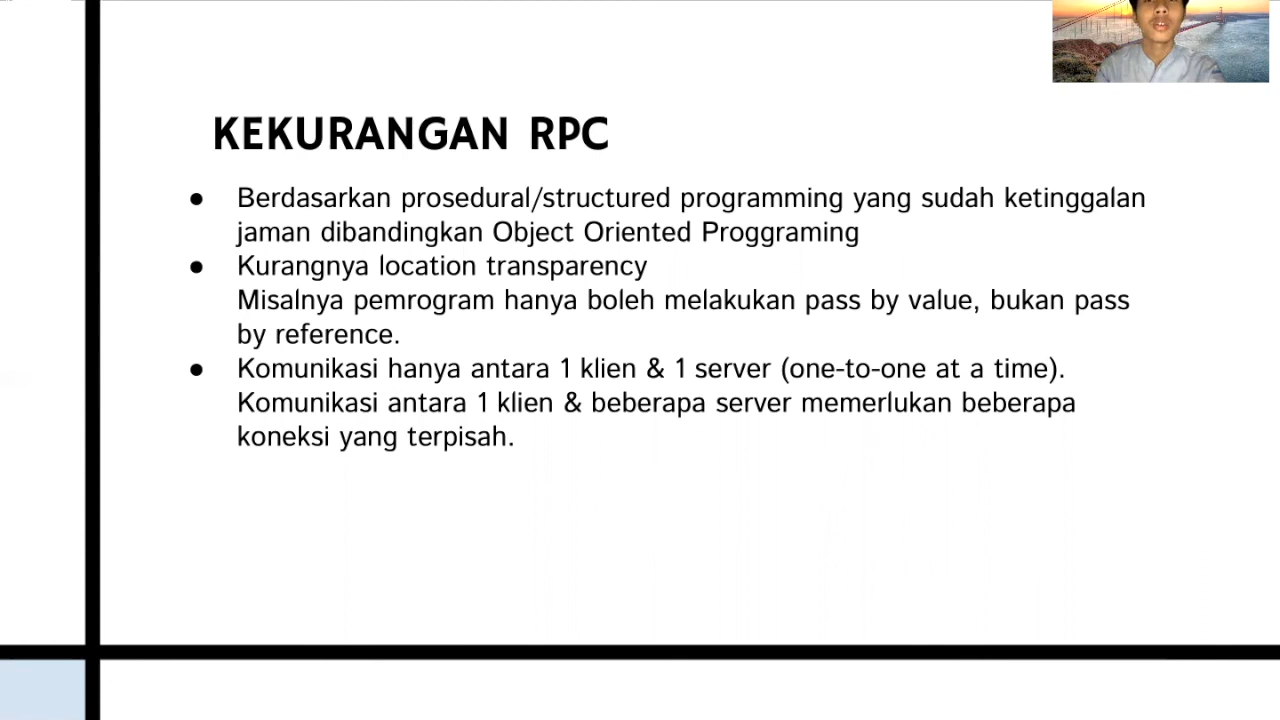 KEKURANGAN RPC
● Berdasarkan prosedural/structured programming yang sudah ketinggalan
jaman dibandingkan Object Oriented Proggraming
● Kurangnya location transparency
Misalnya pemrogram hanya boleh melakukan pass by value, bukan pass
by reference.
● Komunikasi hanya antara 1 klien & 1 server (one-to-one at a time).
Komunikasi antara 1 klien & beberapa server memerlukan beberapa
koneksi yang terpisah.